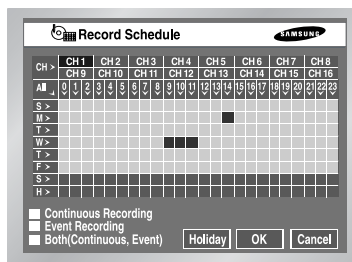 Record Schedule
SAMSUNG
CH > CH 1 CH 2 CH 3 CH 4 CH 5 CH 6 CH 7 CH 8
CH 9 CH 10 CH 11 CH 12 CH 13 CH 14 CH 15 CH 16
All 0 1 2 3 4 5 6 7 8 9 10 11 12 13 14 15 16 17 18 19 20 21 22 23
S >
M >
T >
W >
T >
F >
S >
H >
Continuous Recording
Event Recording
Both(Continuous, Event)
Holiday OK Cancel